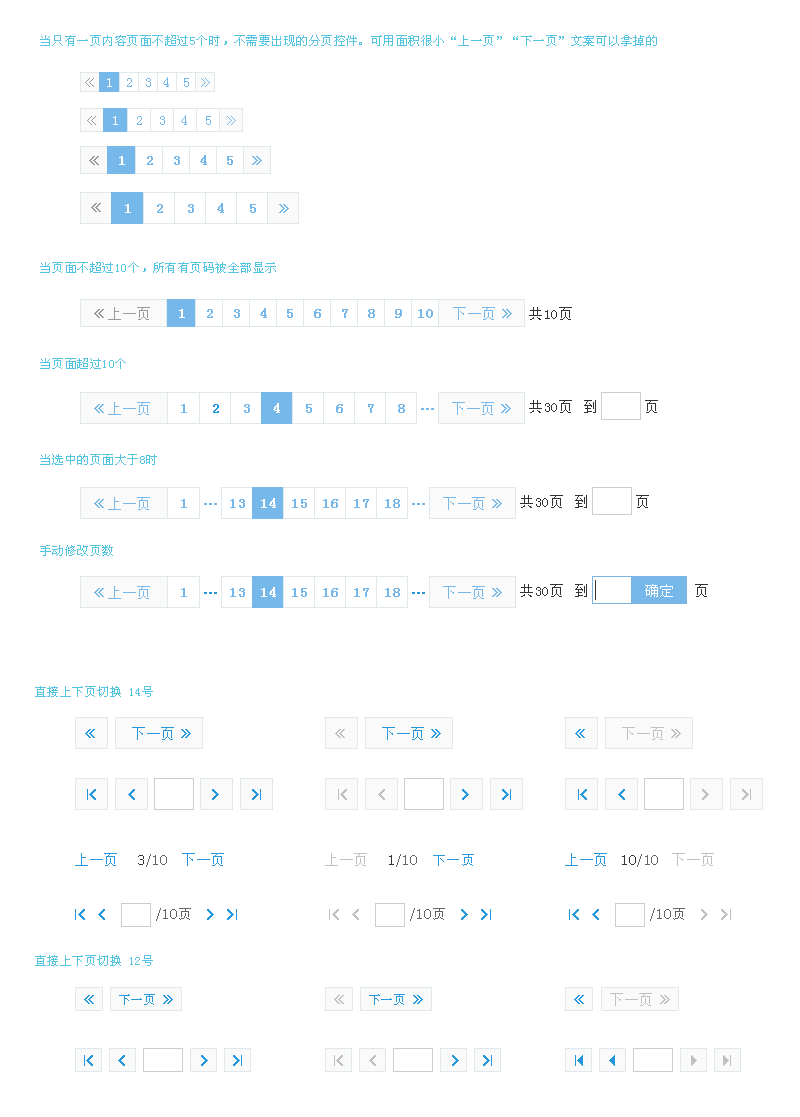 当只有一页内容页面不超过5个时，不需要出现的分页控件。可用面积很小“上一页”“下一页”文案可以拿掉的
« 1 2 3 4 5 »
« 1 2 3 4 5 »
« 1 2 3 4 5 »
« 1 2 3 4 5 »
当页面不超过10个，所有有页码被全部显示
« 上一页 1 2 3 4 5 6 7 8 9 10 下一页 » 共10页
当页面超过10个
« 上一页 1 2 3 4 5 6 7 8 --- 下一页 » 共30页 到 页
当选中的页面大于8时
« 上一页 1 --- 13 14 15 16 17 18 --- 下一页 » 共30页 到 页
手动修改页数
« 上一页 1 --- 13 14 15 16 17 18 --- 下一页 » 共30页 到 确定 页
直接上下页切换 14号
« 下一页 » « 下一页 » « 下一页 »
上一页 3/10 下一页 上一页 1/10 下一页 上一页 10/10 下一页
/10页 /10页 /10页
直接上下页切换 12号
« 下一页 » « 下一页 » « 下一页 »